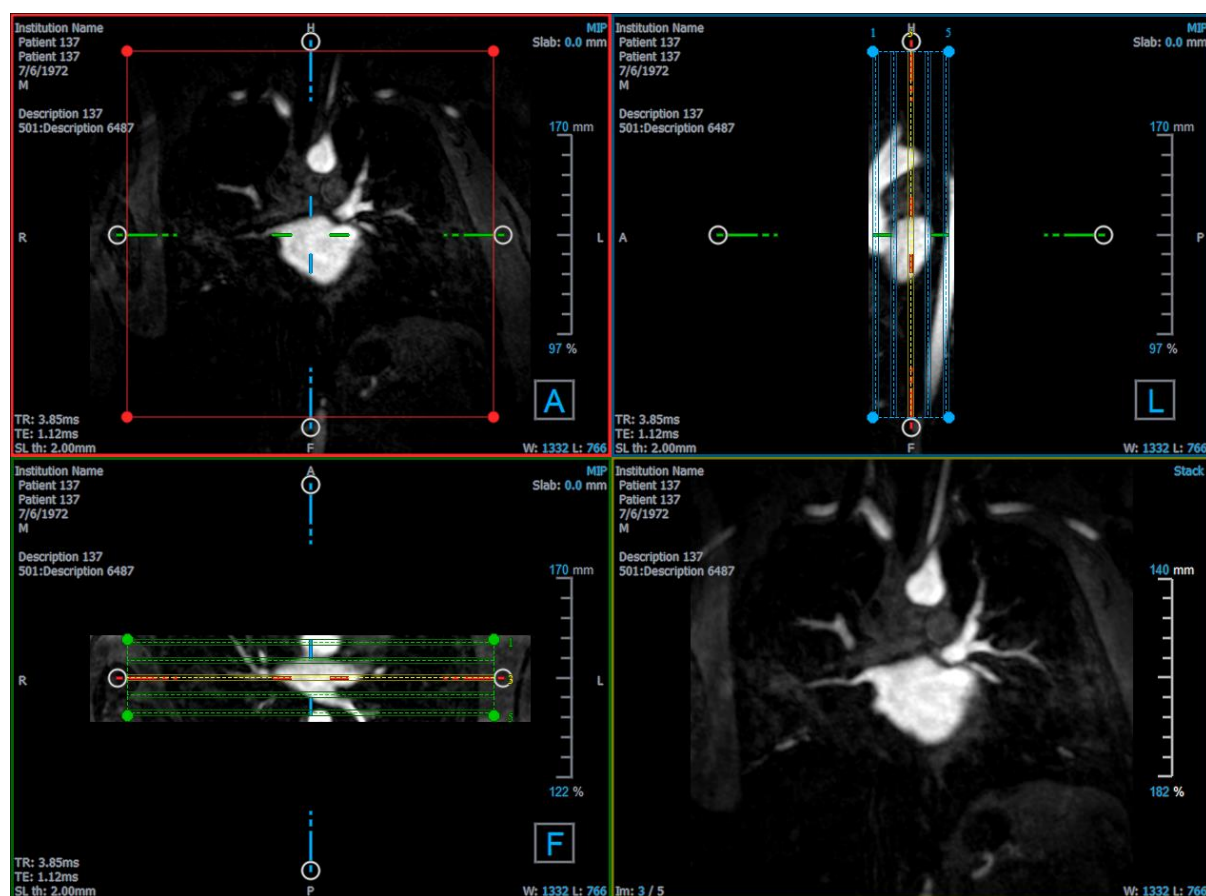 Institution Name
Patient 137
Patient 137
7/6/1972
M
Description 137
501:Description 6487
H
MIP
Slab: 0.0 mm
170 mm
R
L
97 %
A
TR: 3.85ms
TE: 1.12ms
SL th: 2.00mm
F
W: 1332 L: 766
Institution Name
Patient 137
Patient 137
7/6/1972
M
Description 137
501:Description 6487
H
1
5
MIP
Slab: 0.0 mm
170 mm
A
P
97 %
L
TR: 3.85ms
TE: 1.12ms
SL th: 2.00mm
F
W: 1332 L: 766
Institution Name
Patient 137
Patient 137
7/6/1972
M
Description 137
501:Description 6487
A
MIP
Slab: 0.0 mm
170 mm
1
R
3
L
5
122 %
F
TR: 3.85ms
TE: 1.12ms
SL th: 2.00mm
P
W: 1332 L: 766
Institution Name
Patient 137
Patient 137
7/6/1972
M
Description 137
501:Description 6487
Stack
140 mm
182 %
Im: 3 / 5
W: 1332 L: 766